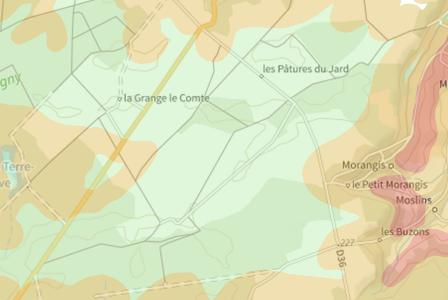 les Pâtures du Jard
gny
la Grange le Comte
Terre-
ve
Morangis
le Petit Morangis
Moslins
les Buzons
227
D36
M